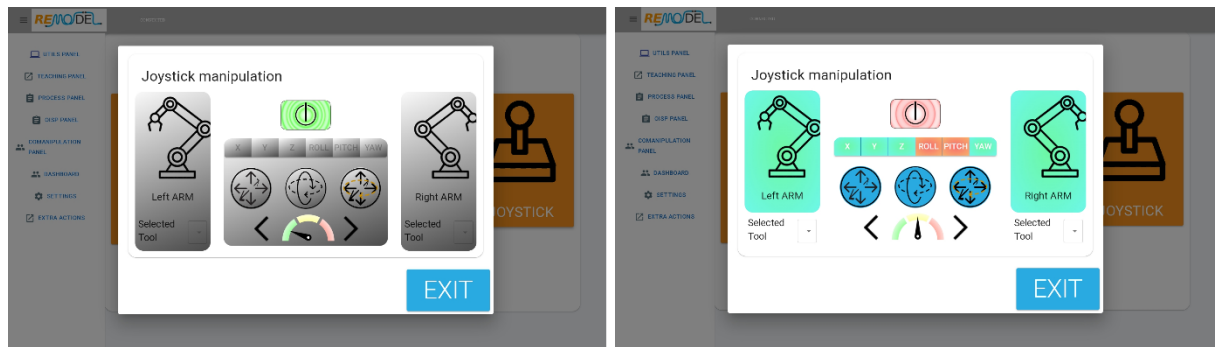 REMODEL
UTILS PANEL
TEACHING PANEL
PROCESS PANEL
DISP PANEL
COMANIPULATION
PANEL
DASHBOARD
SETTINGS
EXTRA ACTIONS
Joystick manipulation
X Y Z ROLL PITCH YAW
Left ARM
Right ARM
Selected
Tool
Selected
Tool
JOYSTICK
EXIT
REMODEL
UTILS PANEL
TEACHING PANEL
PROCESS PANEL
DISP PANEL
COMANIPULATION
PANEL
DASHBOARD
SETTINGS
EXTRA ACTIONS
Joystick manipulation
X Y Z ROLL PITCH YAW
Left ARM
Right ARM
Selected
Tool
Selected
Tool
OYSTICK
EXIT